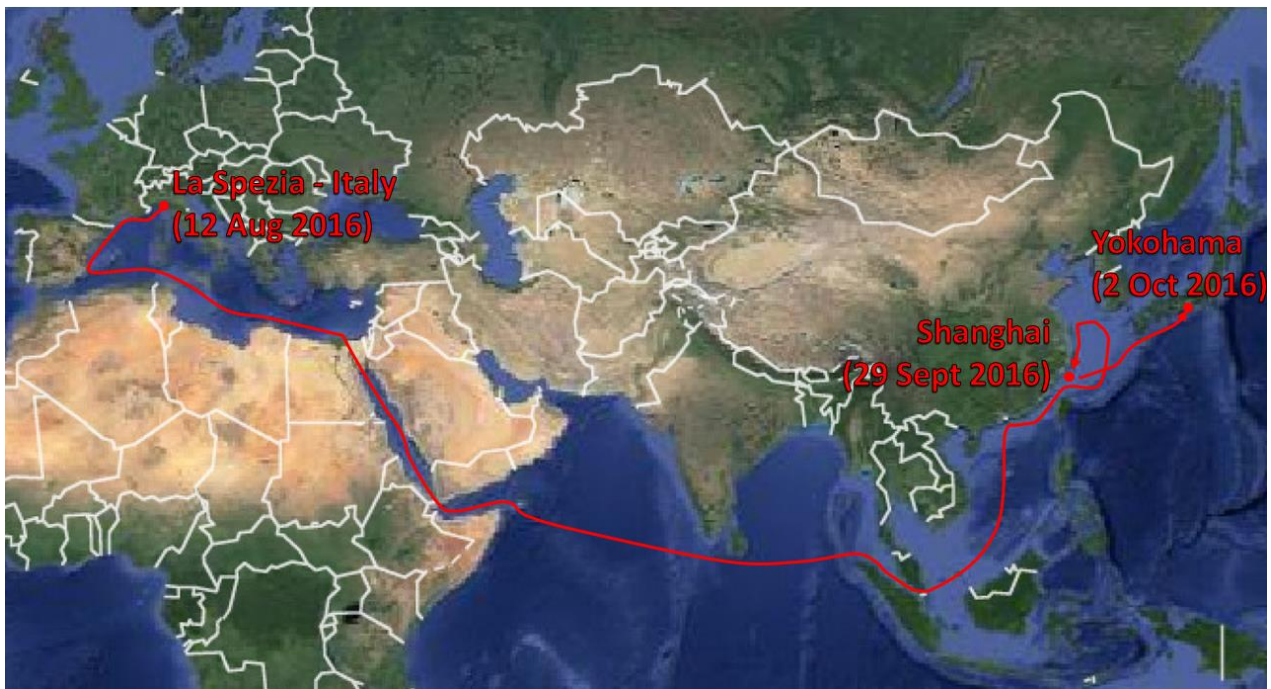 La Spezia - Italy
(12 Aug 2016)
Yokohama
(2 Oct 2016)
Shanghai
(29 Sept 2016)